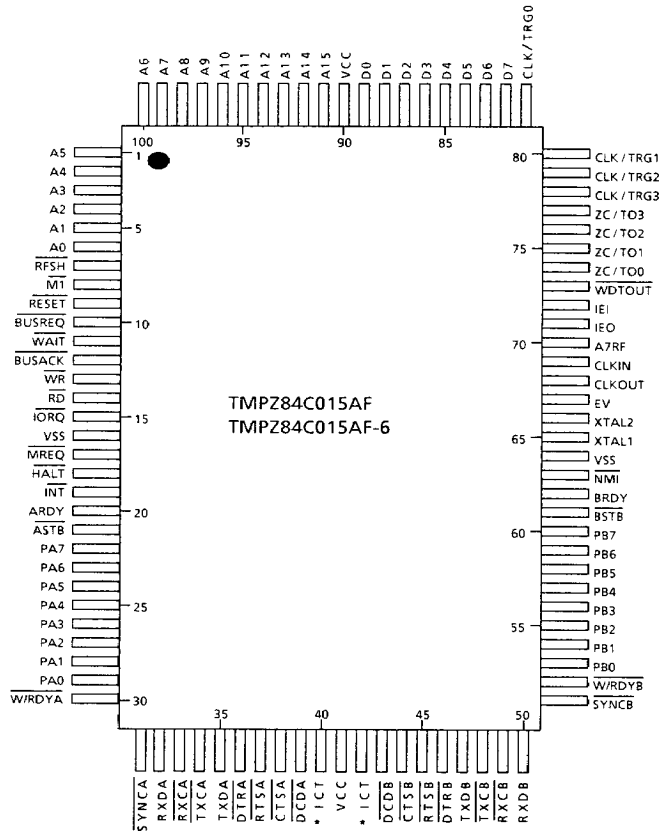 A6 A7 A8 A9 A10 A11 A12 A13 A14 A15 VCC D0 D1 D2 D3 D4 D5 D6 D7 CLK/TRG0
100 95 90 85
A5 1 80 CLK/TRG1
A4 CLK/TRG2
A3 CLK/TRG3
A2 ZC/TO3
A1 5 ZC/TO2
A0 75 ZC/TO1
RFSH ZC/TO0
M1 WDTOUT
RESET IEI
BUSREQ 10 IEO
WAIT 70 A7RF
BUSACK CLKIN
WR CLKOUT
RD EV
IORQ 15 XTAL2
VSS 65 XTAL1
MREQ VSS
HALT NMI
INT BRDY
ARDY 20 BSTB
ASTB 60 PB7
PA7 PB6
PA6 PB5
PA5 PB4
PA4 25 PB3
PA3 55 PB2
PA2 PB1
PA1 PB0
PA0 W/RDYB
W/RDYA 30 SYNCB
TMPZ84C015AF
TMPZ84C015AF-6
35 40 45 50
SYNCA RXDA RXCA TXCA TXDA DTRA RTSA CTSA DCDA *ICT VCC *ICT DCDB CTSB RTSB DTRB TXDB TXCB RXCB RXDB